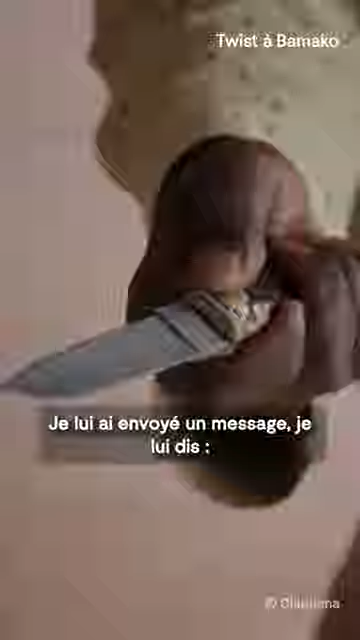 Twist à Bamako
Je lui ai envoyé un message, je
lui dis :